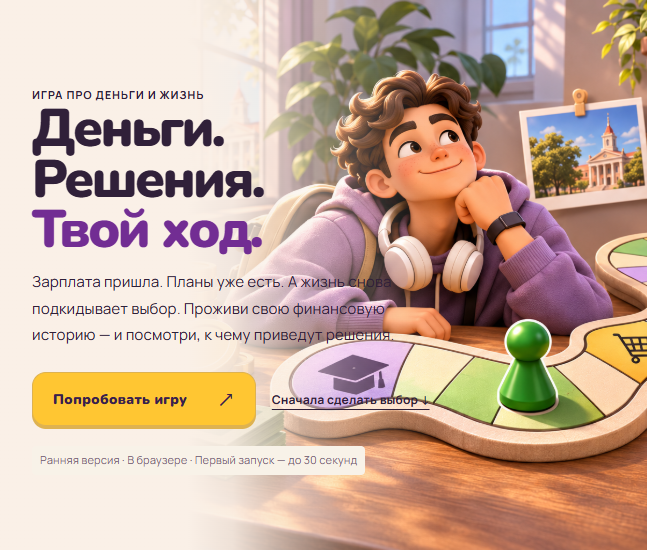 ИГРА ПРО ДЕНЬГИ И ЖИЗНЬ
Деньги.
Решения.
Твой ход.
Зарплата пришла. Планы уже есть. А жизнь снова
подкидывает выбор. Проживи свою финансовую
историю — и посмотри, к чему приведут решения.
Попробовать игру ↗
Сначала сделать выбор ↓
Ранняя версия · В браузере · Первый запуск — до 30 секунд